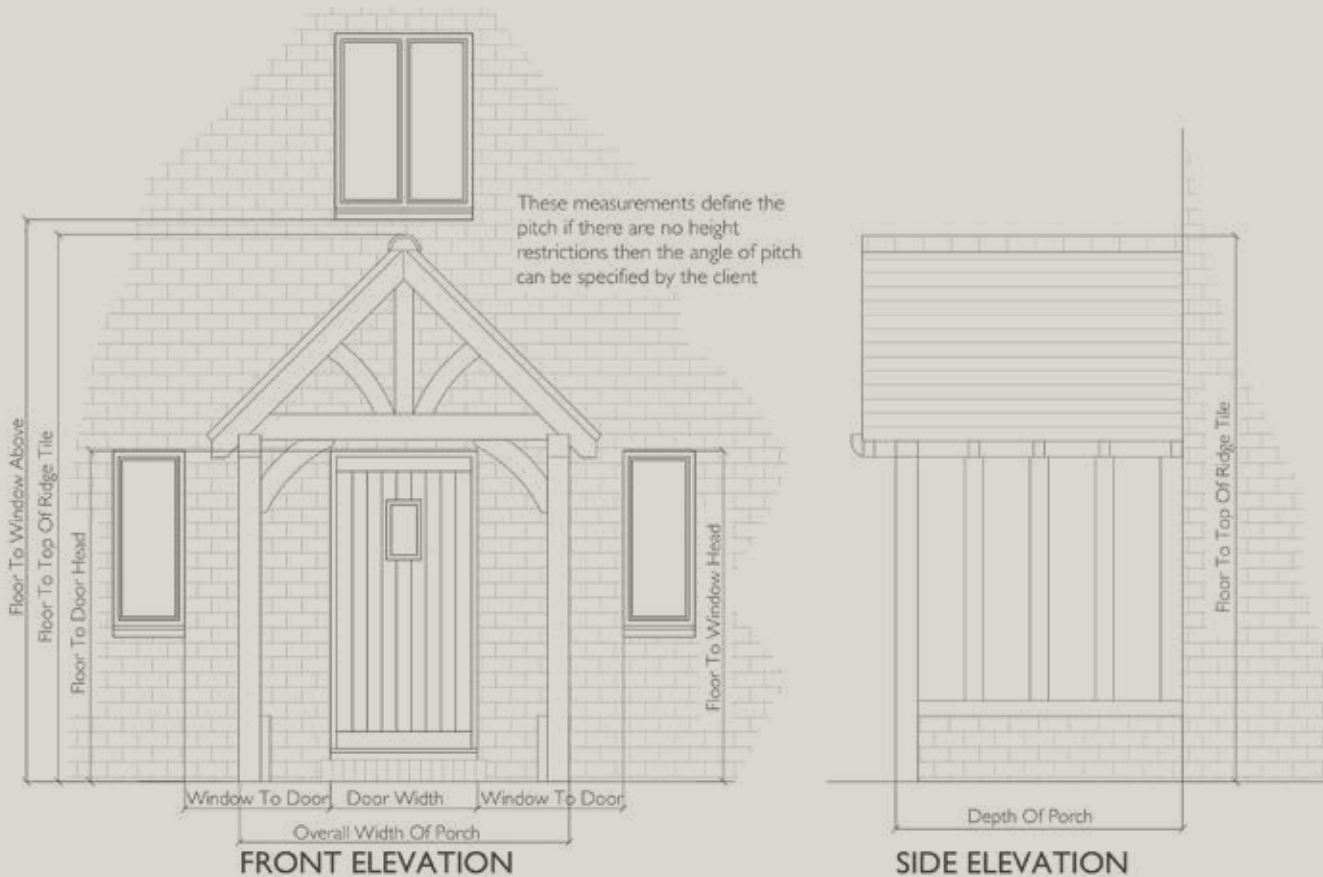 These measurements define the
pitch if there are no height
restrictions then the angle of pitch
can be specified by the client
Floor To Window Above
Floor To Top Of Ridge Tile
Floor To Door Head
Floor To Window Head
Floor To Top Of Ridge Tile
Window To Door
Door Width
Window To Door
Overall Width Of Porch
Depth Of Porch
FRONT ELEVATION
SIDE ELEVATION